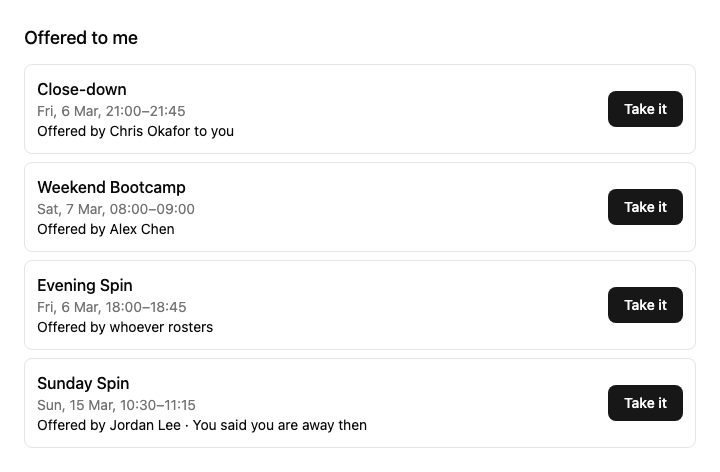 Offered to me
Close-down
Fri, 6 Mar, 21:00–21:45
Offered by Chris Okafor to you
Take it
Weekend Bootcamp
Sat, 7 Mar, 08:00–09:00
Offered by Alex Chen
Take it
Evening Spin
Fri, 6 Mar, 18:00–18:45
Offered by whoever rosters
Take it
Sunday Spin
Sun, 15 Mar, 10:30–11:15
Offered by Jordan Lee · You said you are away then
Take it